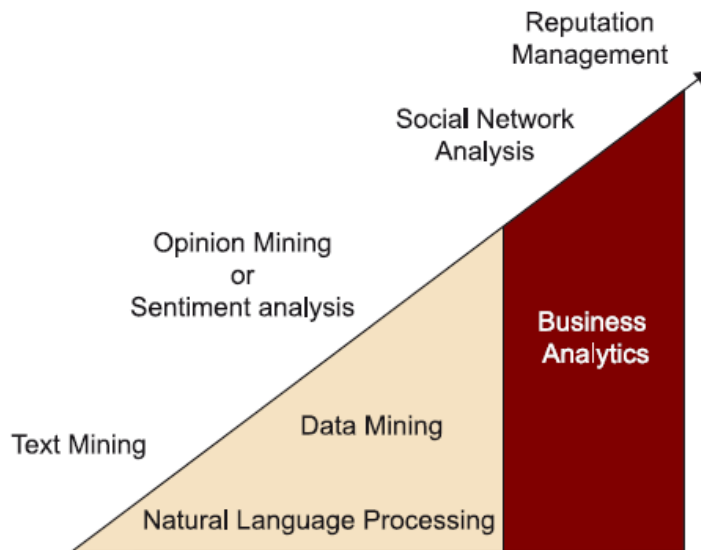 Reputation
Management
Social Network
Analysis
Opinion Mining
or
Sentiment analysis
Business
Analytics
Data Mining
Text Mining
Natural Language Processing